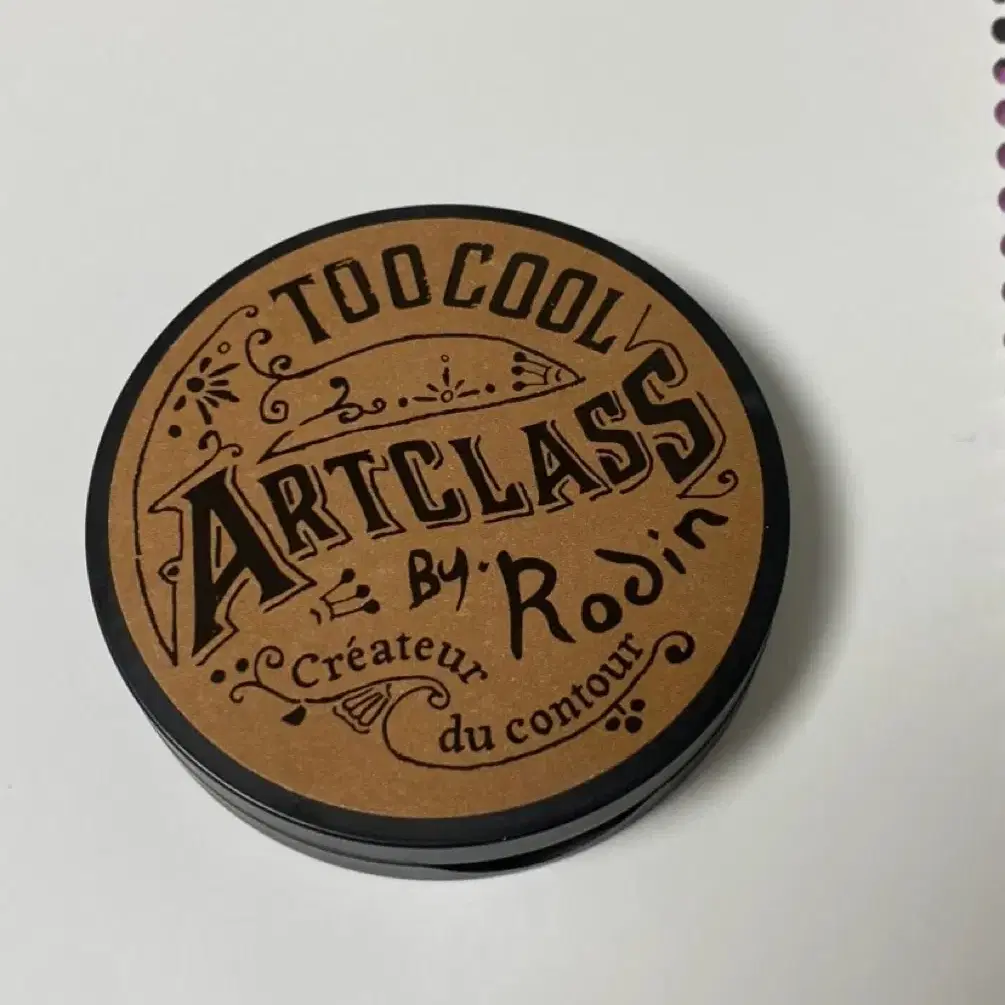 TOO COOL
ARTCLASS
BY. Rodin
Créateur
du contour